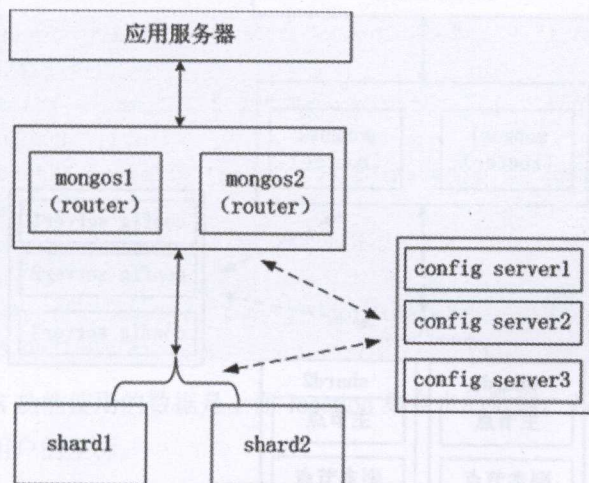 应用服务器
mongos1
(router)
mongos2
(router)
config server1
config server2
config server3
shard1
shard2